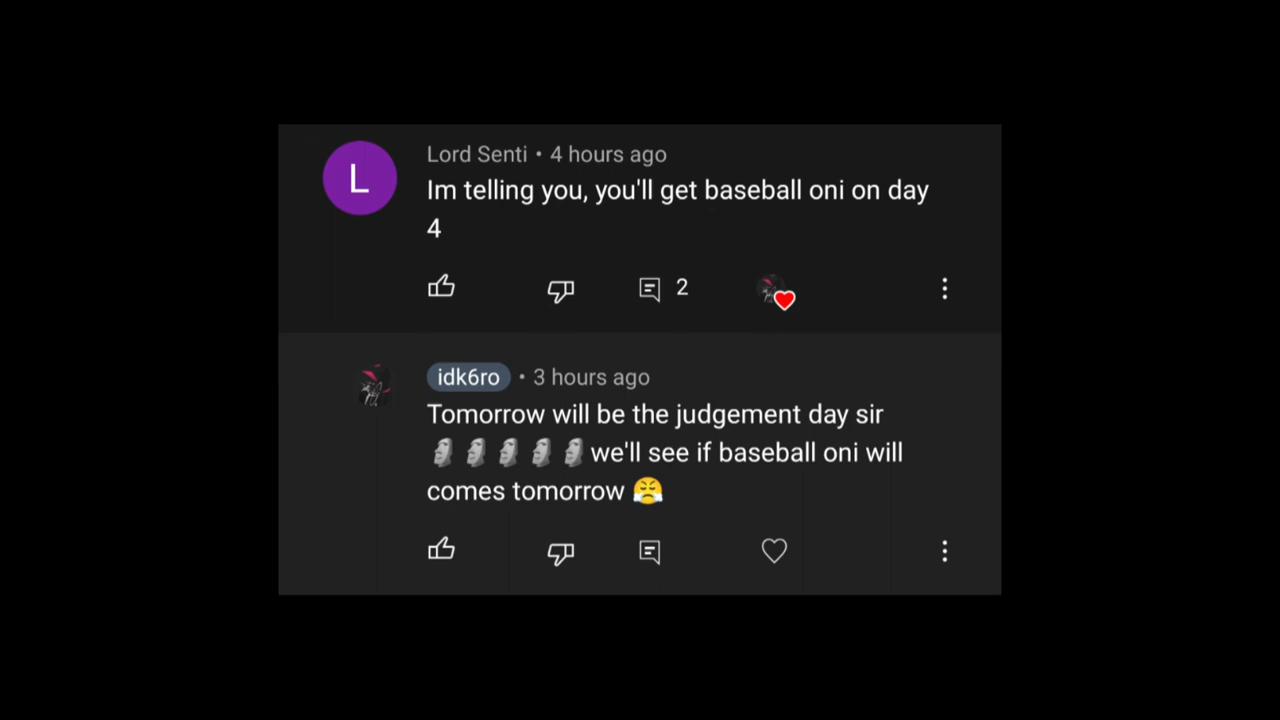 Lord Senti • 4 hours ago
Im telling you, you'll get baseball oni on day
4
2
idk6ro • 3 hours ago
Tomorrow will be the judgement day sir
🗿🗿🗿🗿🗿 we'll see if baseball oni will
comes tomorrow 😤